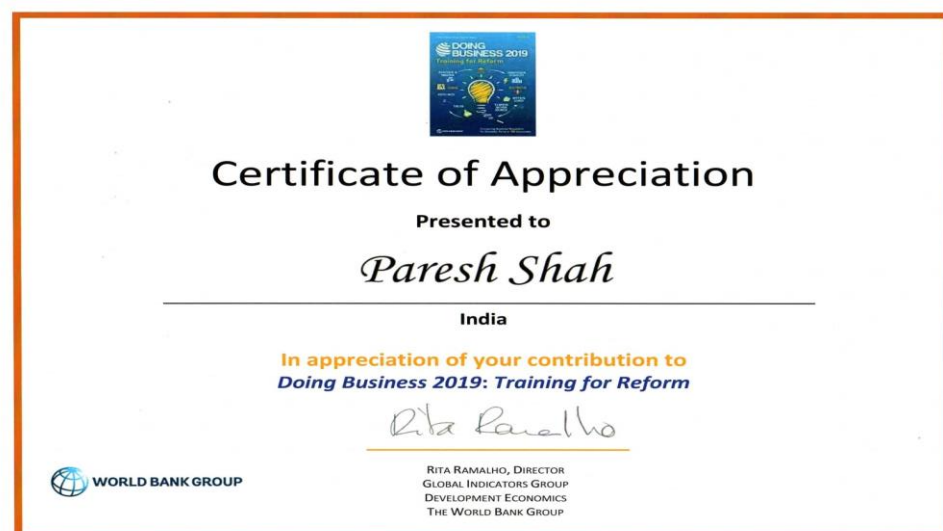 DOING
BUSINESS 2019
Training for Reform
Certificate of Appreciation
Presented to
Paresh Shah
India
In appreciation of your contribution to
Doing Business 2019: Training for Reform
Rita Ramalho
RITA RAMALHO, DIRECTOR
GLOBAL INDICATORS GROUP
DEVELOPMENT ECONOMICS
THE WORLD BANK GROUP
WORLD BANK GROUP